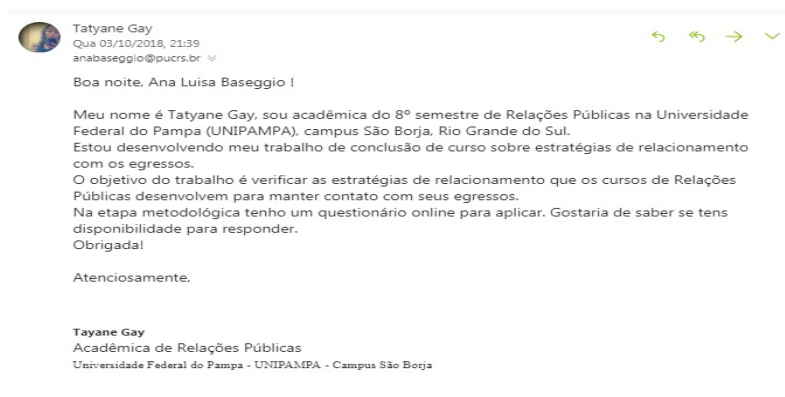 Tatyane Gay
Qua 03/10/2018, 21:39
anabaseggio@pucrs.br
Boa noite, Ana Luisa Baseggio !
Meu nome é Tatyane Gay, sou acadêmica do 8º semestre de Relações Públicas na Universidade
Federal do Pampa (UNIPAMPA), campus São Borja, Rio Grande do Sul.
Estou desenvolvendo meu trabalho de conclusão de curso sobre estratégias de relacionamento
com os egressos.
O objetivo do trabalho é verificar as estratégias de relacionamento que os cursos de Relações
Públicas desenvolvem para manter contato com seus egressos.
Na etapa metodológica tenho um questionário online para aplicar. Gostaria de saber se tens
disponibilidade para responder.
Obrigada!
Atenciosamente,
Tayane Gay
Acadêmica de Relações Públicas
Universidade Federal do Pampa - UNIPAMPA - Campus São Borja